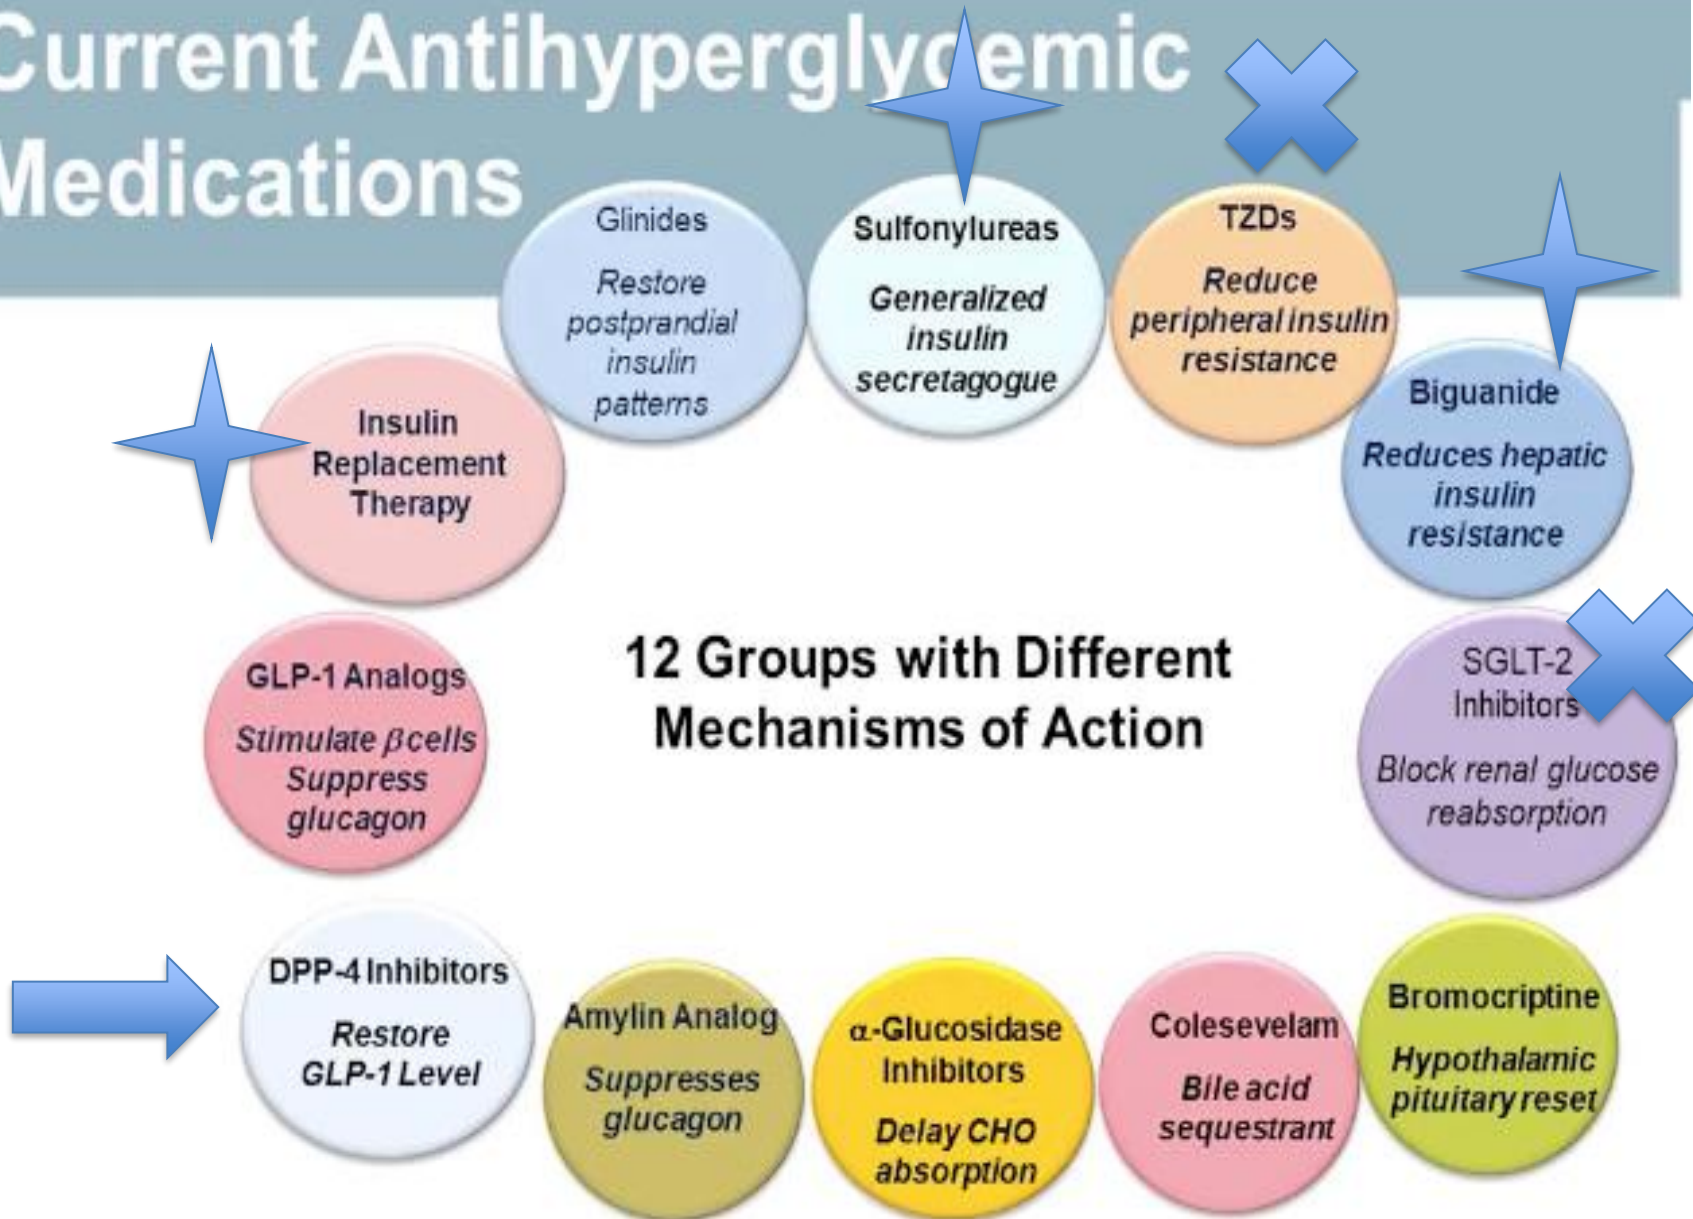 Current Antihyperglycemic
Medications
Glinides
Restore
postprandial
insulin
patterns
Sulfonylureas
Generalized
insulin
secretagogue
TZDs
Reduce
peripheral insulin
resistance
Biguanide
Reduces hepatic
insulin
resistance
Insulin
Replacement
Therapy
GLP-1 Analogs
Stimulate β cells
Suppress
glucagon
12 Groups with Different
Mechanisms of Action
SGLT-2
Inhibitors
Block renal glucose
reabsorption
DPP-4 Inhibitors
Restore
GLP-1 Level
Amylin Analog
Suppresses
glucagon
α-Glucosidase
Inhibitors
Delay CHO
absorption
Colesevelam
Bile acid
sequestrant
Bromocriptine
Hypothalamic
pituitary reset